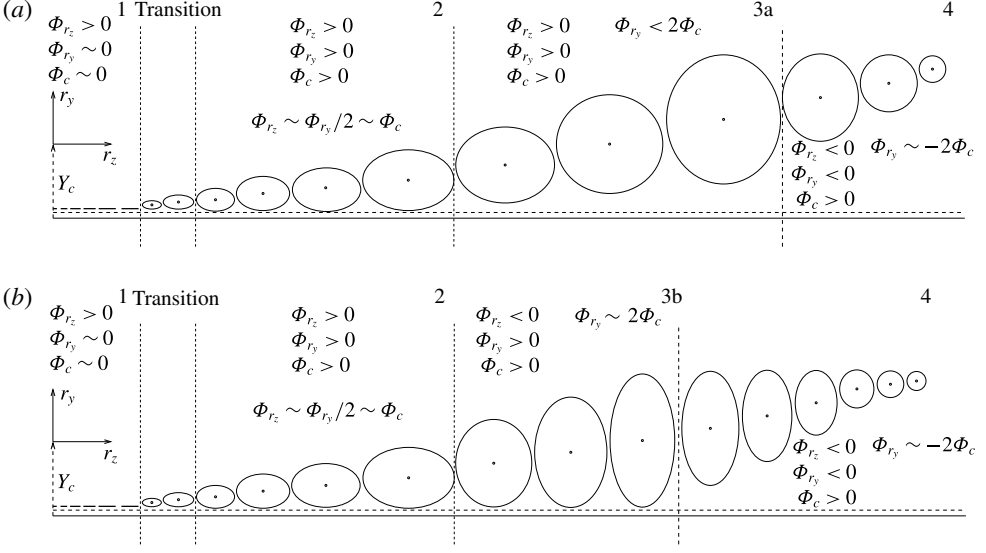 (a)
1 Transition 2 3a 4
Φ_{r_z} > 0 Φ_{r_z} > 0 Φ_{r_z} > 0 Φ_{r_y} < 2Φ_c
Φ_{r_y} ∼ 0 Φ_{r_y} > 0 Φ_{r_y} > 0
Φ_c ∼ 0 Φ_c > 0 Φ_c > 0
r_y
Φ_{r_z} ∼ Φ_{r_y}/2 ∼ Φ_c
r_z
Φ_{r_z} < 0 Φ_{r_y} ∼ −2Φ_c
Y_c
Φ_{r_y} < 0
Φ_c > 0
(b)
1 Transition 2 3b 4
Φ_{r_z} > 0 Φ_{r_z} > 0 Φ_{r_z} < 0 Φ_{r_y} ∼ 2Φ_c
Φ_{r_y} ∼ 0 Φ_{r_y} > 0 Φ_{r_y} > 0
Φ_c ∼ 0 Φ_c > 0 Φ_c > 0
r_y
Φ_{r_z} ∼ Φ_{r_y}/2 ∼ Φ_c
r_z
Φ_{r_z} < 0 Φ_{r_y} ∼ −2Φ_c
Y_c
Φ_{r_y} < 0
Φ_c > 0